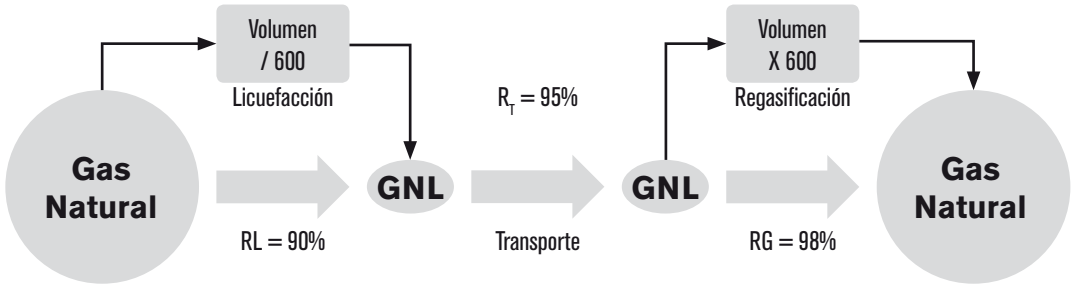 Volumen
/ 600
Licuefacción
Volumen
X 600
Regasificación
R_T = 95%
Gas
Natural
GNL
GNL
Gas
Natural
RL = 90%
Transporte
RG = 98%